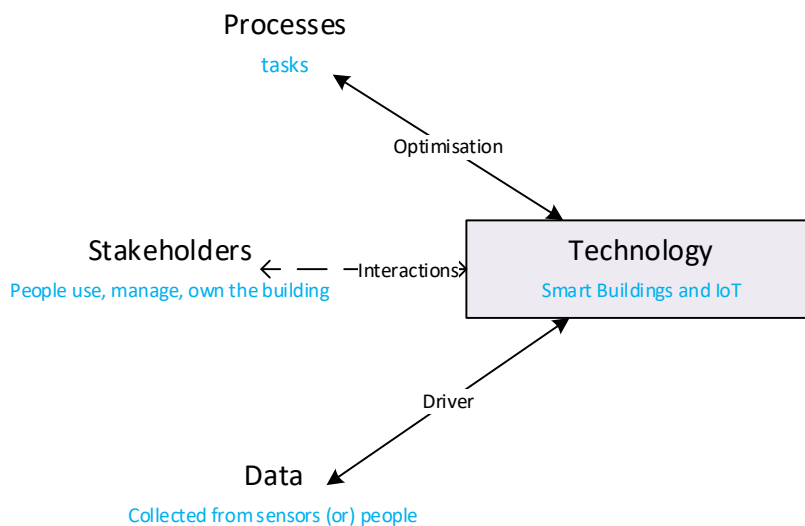 Processes
tasks
Optimisation
Stakeholders
People use, manage, own the building
Interactions
Technology
Smart Buildings and IoT
Driver
Data
Collected from sensors (or) people